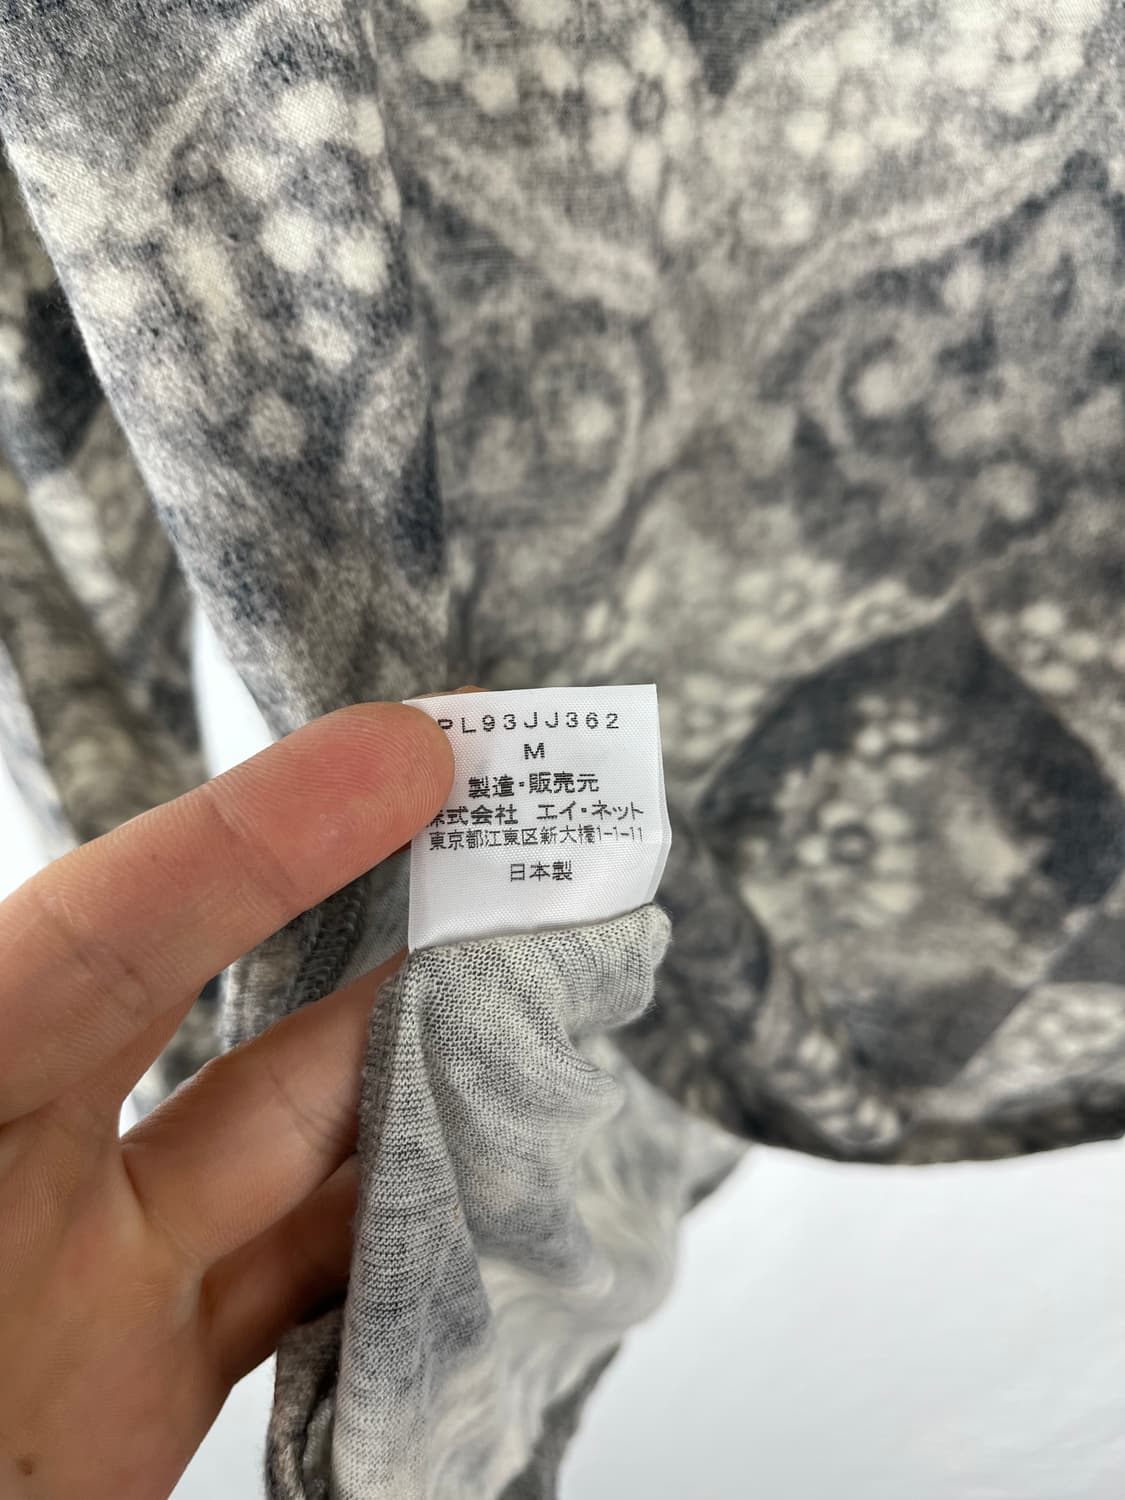 PL93JJ362
M
製造・販売元
株式会社 エイ・ネット
東京都江東区新大橋1-1-11
日本製